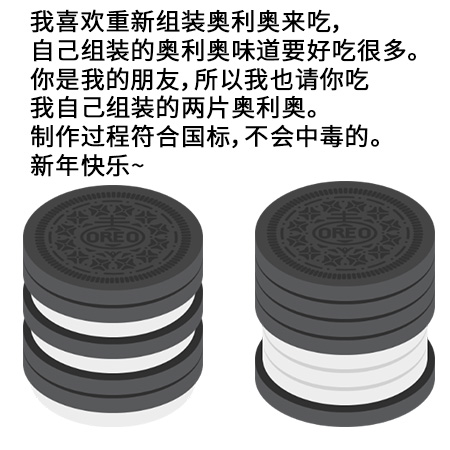 我喜欢重新组装奥利奥来吃，
自己组装的奥利奥味道要好吃很多。
你是我的朋友，所以我也请你吃
我自己组装的两片奥利奥。
制作过程符合国标，不会中毒的。
新年快乐~
OREO OREO